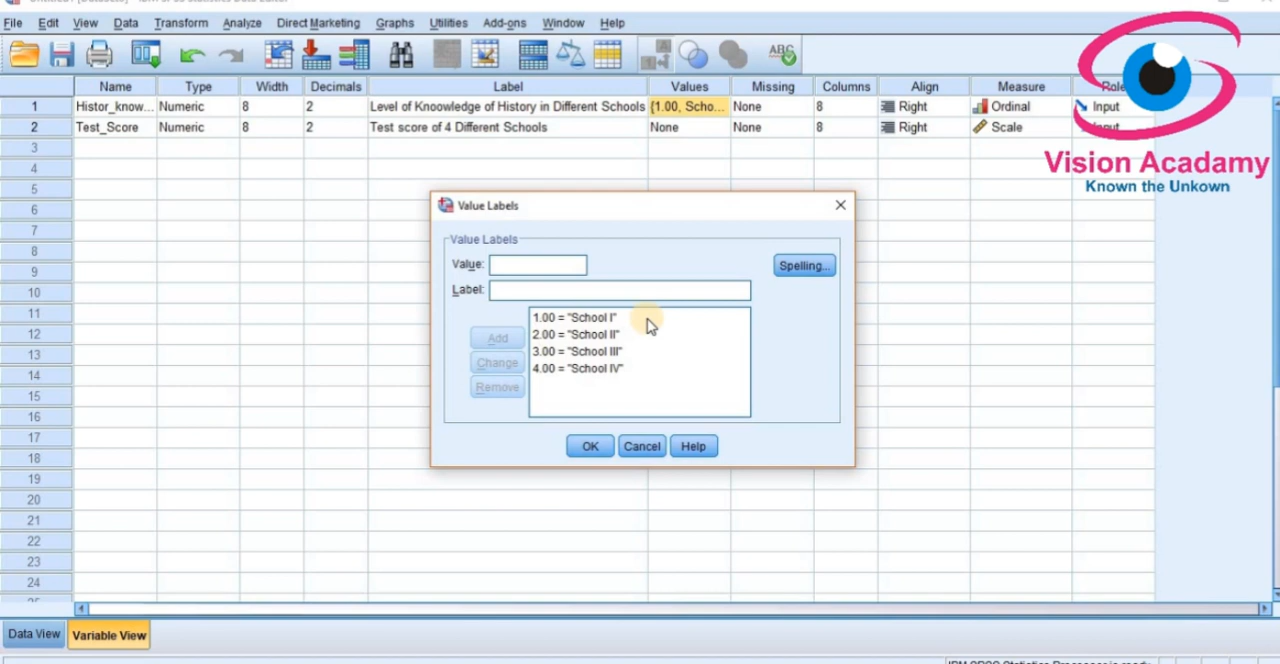 File Edit View Data Transform Analyze Direct Marketing Graphs Utilities Add-ons Window Help
Name Type Width Decimals Label Values Missing Columns Align Measure Role
1 Histor_know... Numeric 8 2 Level of Knoowledge of History in Different Schools {1.00, Scho... None 8 Right Ordinal Input
2 Test_Score Numeric 8 2 Test score of 4 Different Schools None None 8 Right Scale Input
3
4
5
6
7
8
9
10
11
12
13
14
15
16
17
18
19
20
21
22
23
24
Vision Acadamy
Known the Unkown
Value Labels
Value Labels
Value:
Spelling...
Label:
1.00 = "School I"
2.00 = "School II"
3.00 = "School III"
4.00 = "School IV"
Add
Change
Remove
OK Cancel Help
ABC
Data View Variable View